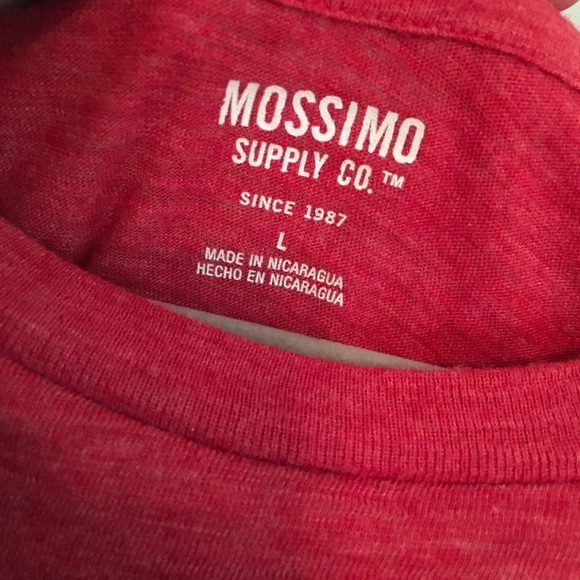 MOSSIMO
SUPPLY CO.™
SINCE 1987
L
MADE IN NICARAGUA
HECHO EN NICARAGUA